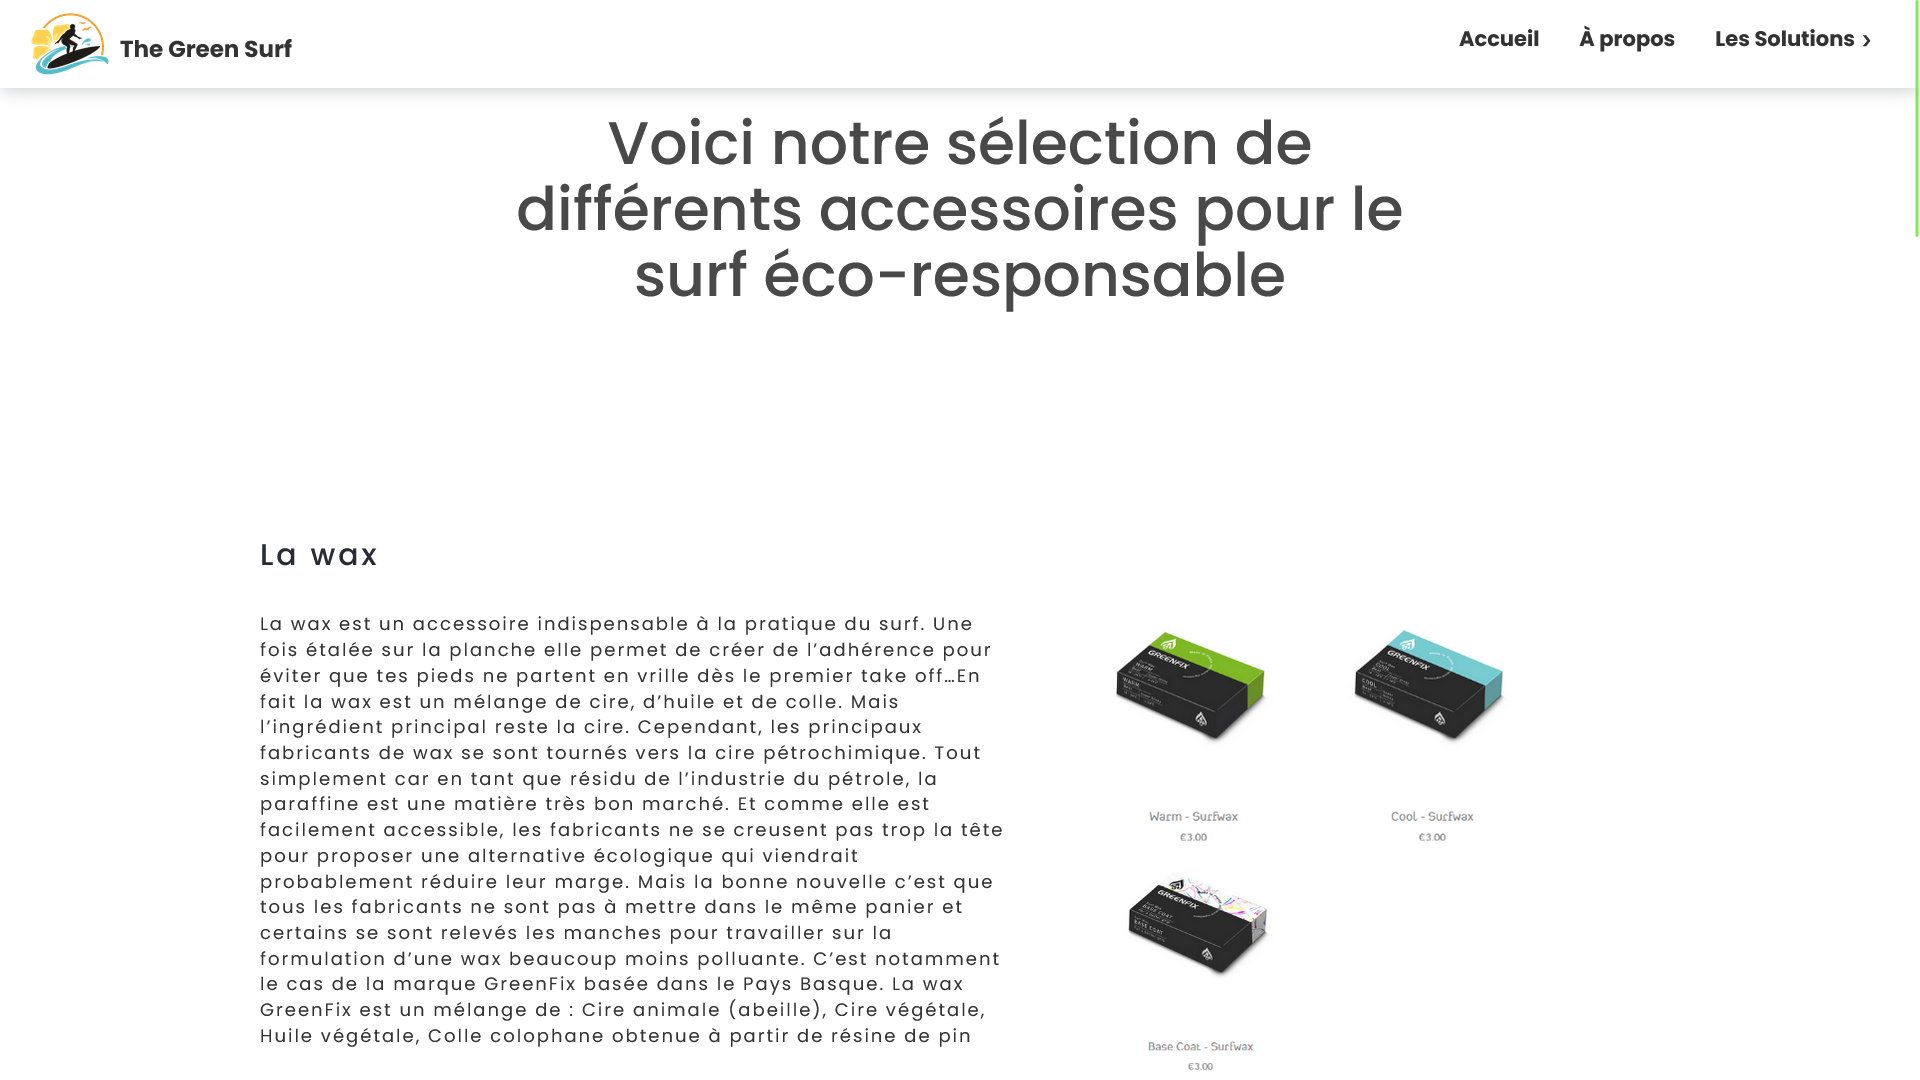 The Green Surf
Accueil
À propos
Les Solutions ›
Voici notre sélection de
différents accessoires pour le
surf éco-responsable
La wax
La wax est un accessoire indispensable à la pratique du surf. Une
fois étalée sur la planche elle permet de créer de l’adhérence pour
éviter que tes pieds ne partent en vrille dès le premier take off…En
fait la wax est un mélange de cire, d’huile et de colle. Mais
l’ingrédient principal reste la cire. Cependant, les principaux
fabricants de wax se sont tournés vers la cire pétrochimique. Tout
simplement car en tant que résidu de l’industrie du pétrole, la
paraffine est une matière très bon marché. Et comme elle est
facilement accessible, les fabricants ne se creusent pas trop la tête
pour proposer une alternative écologique qui viendrait
probablement réduire leur marge. Mais la bonne nouvelle c’est que
tous les fabricants ne sont pas à mettre dans le même panier et
certains se sont relevés les manches pour travailler sur la
formulation d’une wax beaucoup moins polluante. C’est notamment
le cas de la marque GreenFix basée dans le Pays Basque. La wax
GreenFix est un mélange de : Cire animale (abeille), Cire végétale,
Huile végétale, Colle colophane obtenue à partir de résine de pin
GREENFIX
WARM
WARM
Warm - Surfwax
€3.00
GREENFIX
COOL
COOL
Cool - Surfwax
€3.00
GREENFIX
BASE COAT
BASE COAT
Base Coat - Surfwax
€3.00